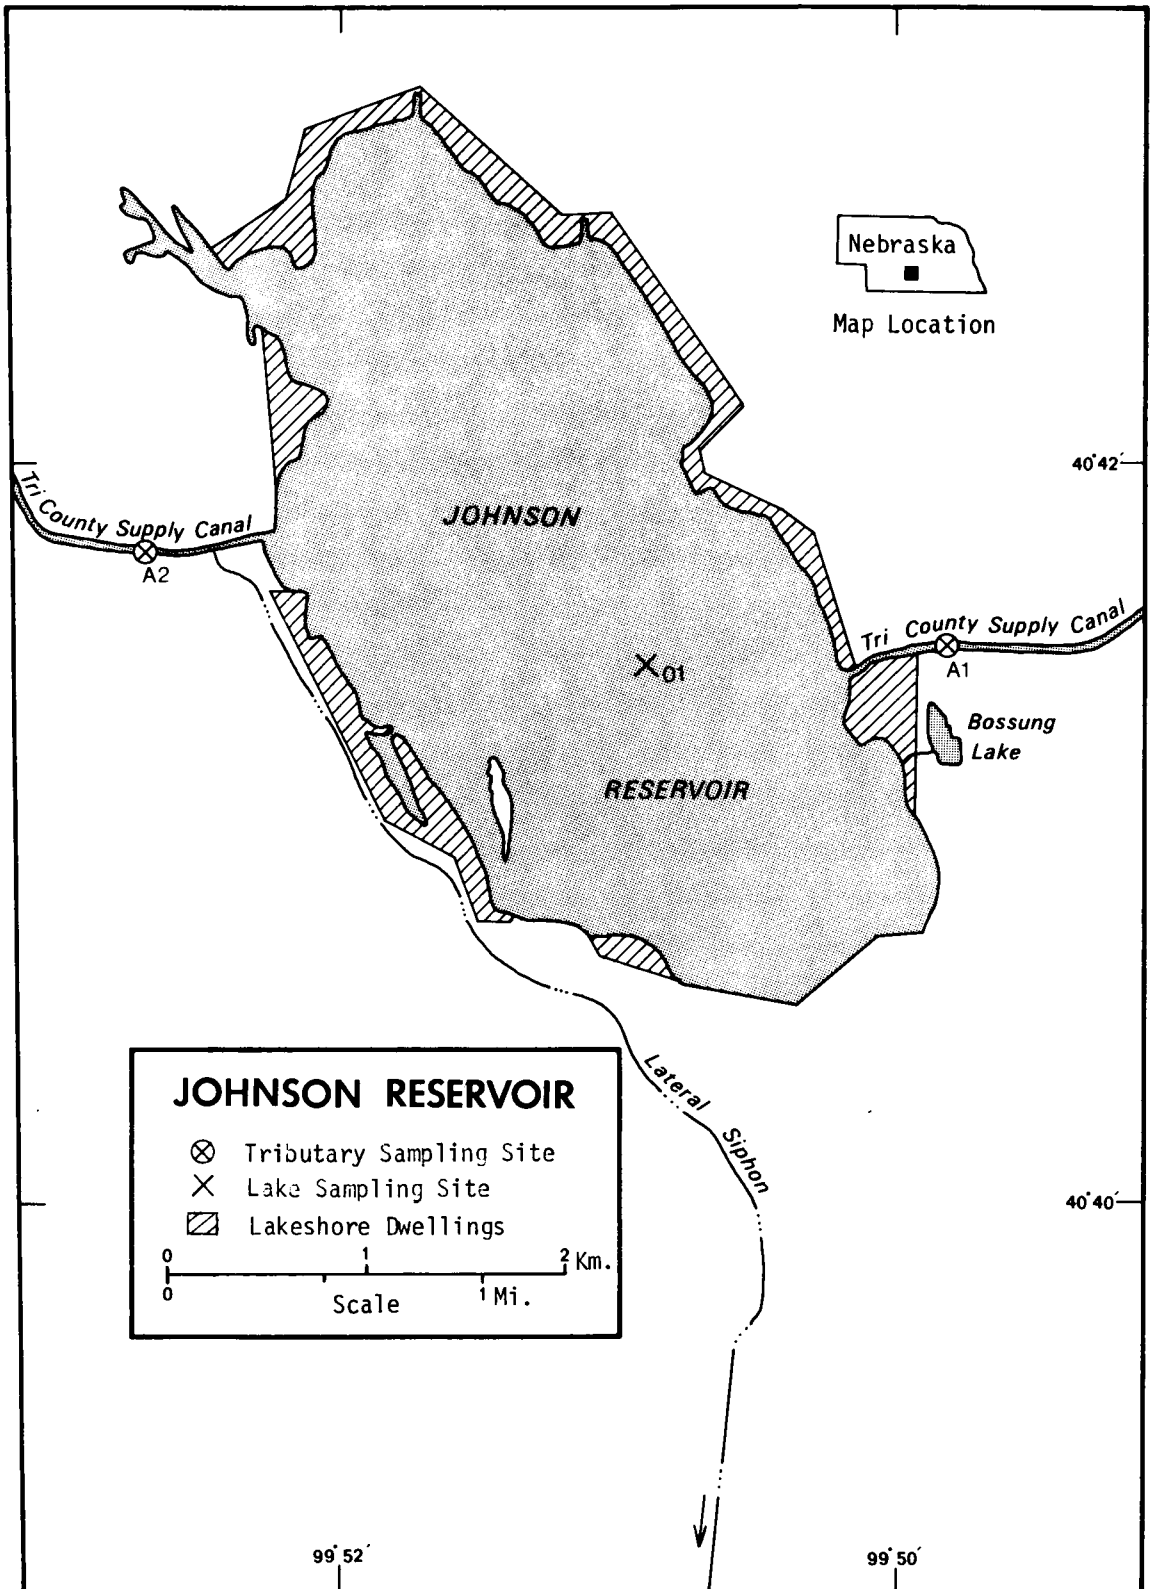 Nebraska
Map Location
40°42′
Tri County Supply Canal
A2
JOHNSON
Tri County Supply Canal
A1
01
Bossung
Lake
RESERVOIR
Lateral Siphon
JOHNSON RESERVOIR
Tributary Sampling Site
Lake Sampling Site
Lakeshore Dwellings
0 1 2 Km.
0 1 Mi.
Scale
40°40′
99°52′
99°50′